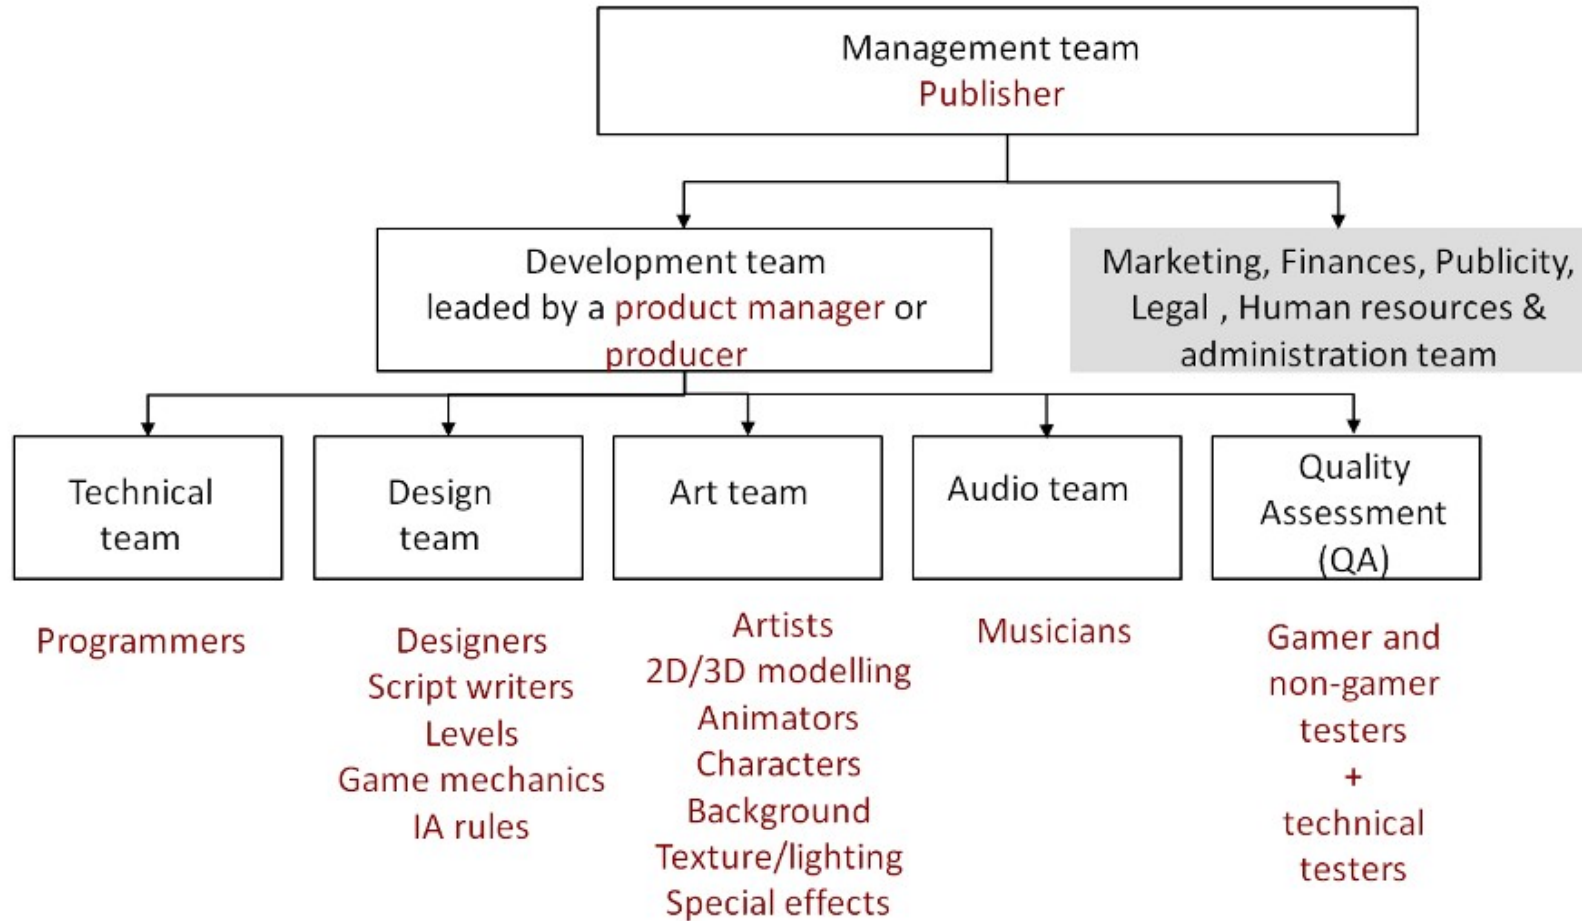 Management team
Publisher
Development team
leaded by a product manager or
producer
Marketing, Finances, Publicity,
Legal , Human resources &
administration team
Technical
team
Design
team
Art team
Audio team
Quality
Assessment
(QA)
Programmers
Designers
Script writers
Levels
Game mechanics
IA rules
Artists
2D/3D modelling
Animators
Characters
Background
Texture/lighting
Special effects
Musicians
Gamer and
non-gamer
testers
+
technical
testers